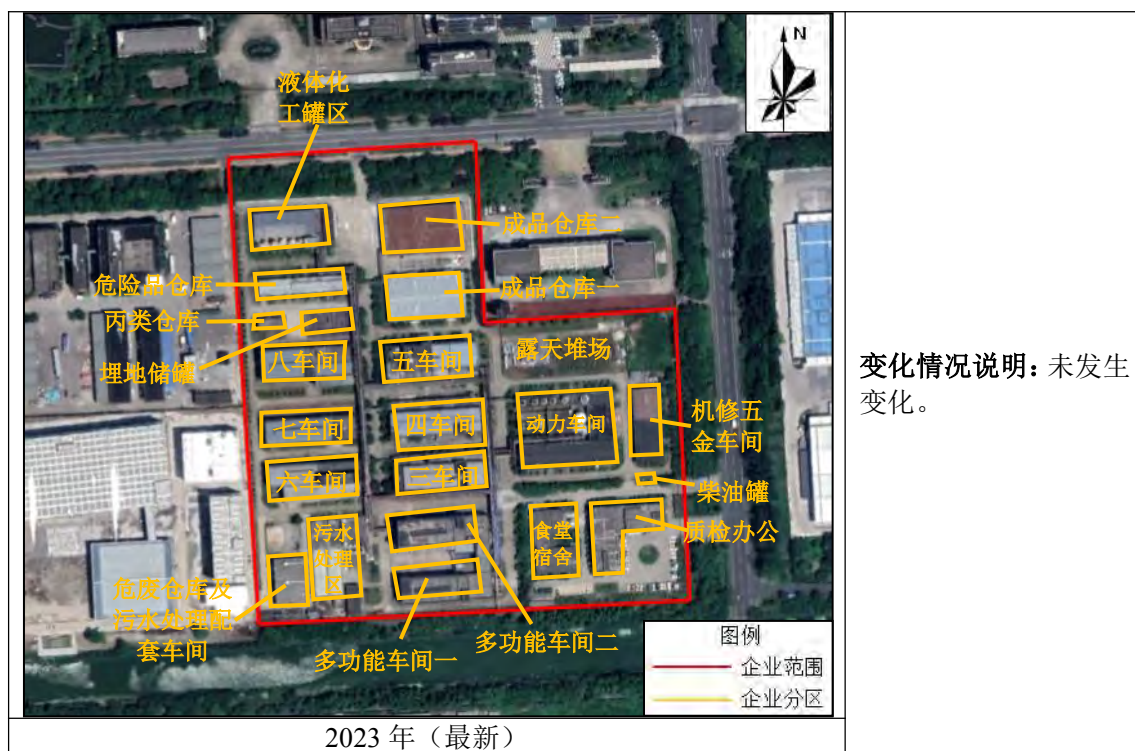 N
液体化
工罐区
成品仓库二
危险品仓库
成品仓库一
丙类仓库
埋地储罐
八车间
五车间
露天堆场
七车间
四车间
动力车间
机修五
金车间
六车间
三车间
柴油罐
污水
处理
区
食堂
宿舍
质检办公
危废仓库及
污水处理配
套车间
多功能车间一
多功能车间二
图例
企业范围
企业分区
变化情况说明：未发生
变化。
2023 年（最新）